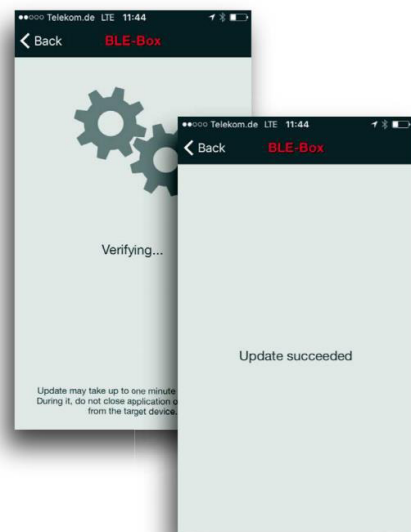 ●●○○○ Telekom.de LTE 11:44
Back BLE-Box
Verifying...
Update may take up to one minute
During it, do not close application
from the target device.
●●○○○ Telekom.de LTE 11:44
Back BLE-Box
Update succeeded